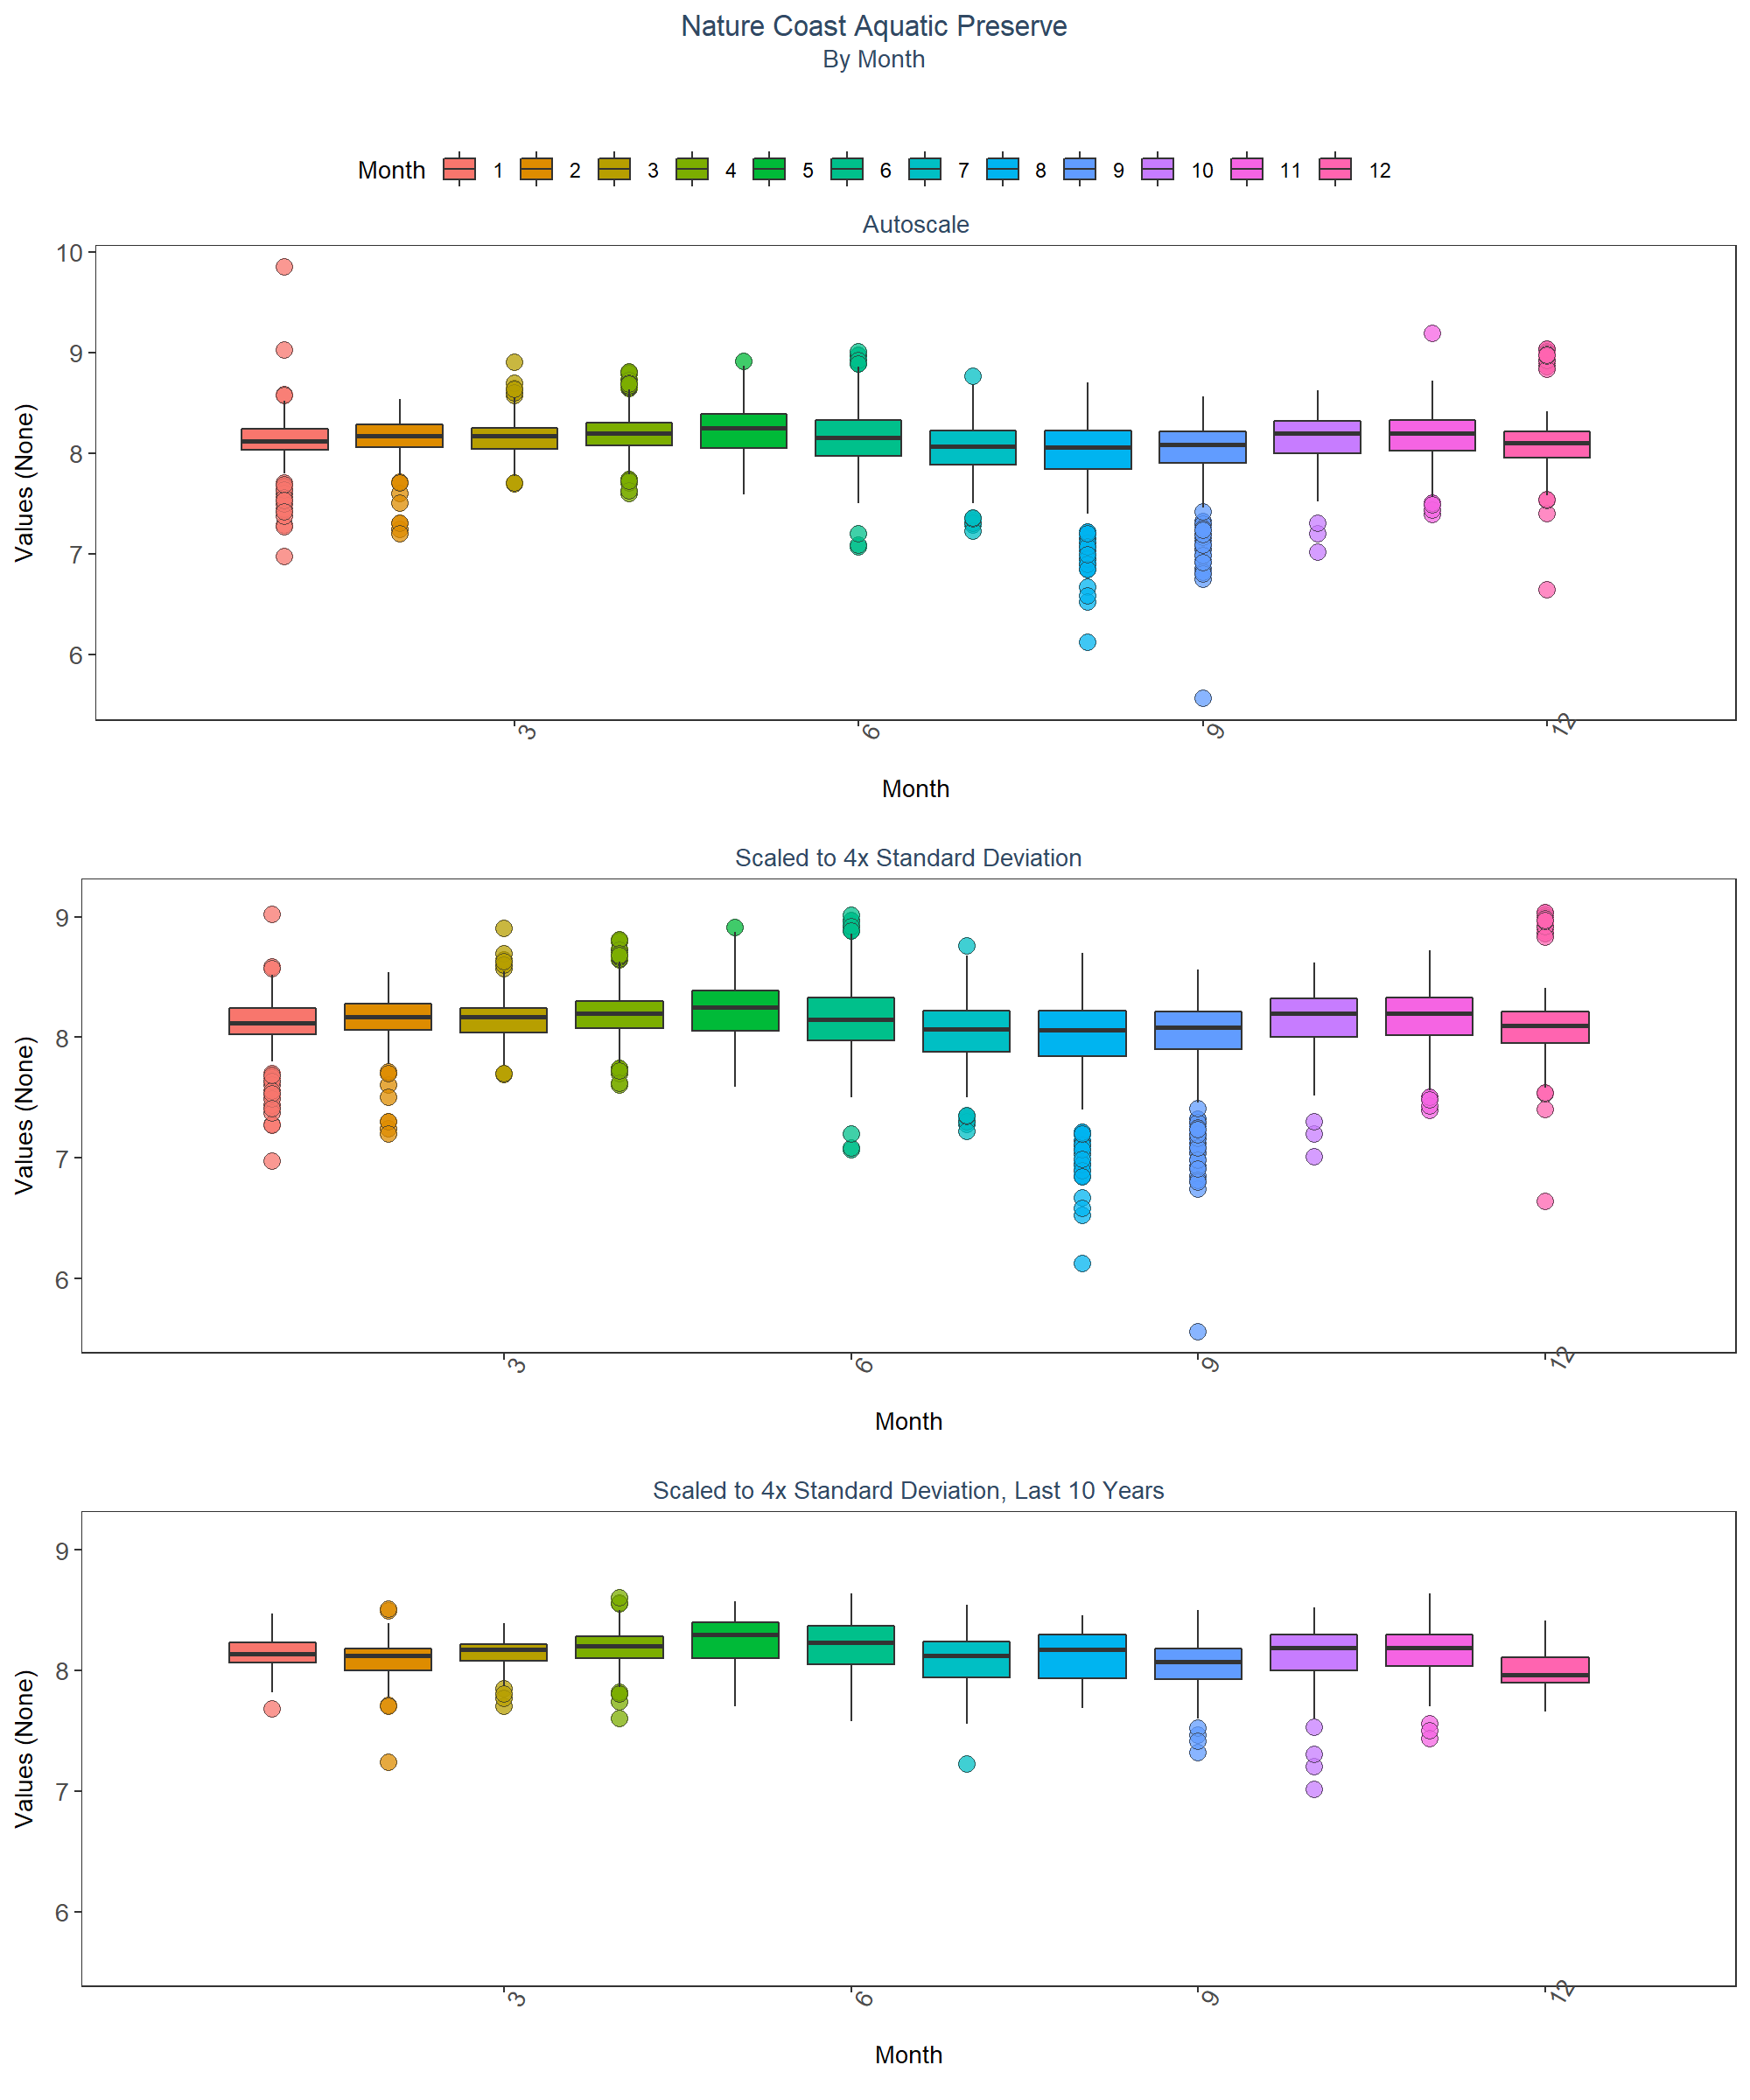 Nature Coast Aquatic Preserve
By Month
Month 1 2 3 4 5 6 7 8 9 10 11 12
Autoscale
10
9
8
7
6
Values (None)
3 6 9 12
Month
Scaled to 4x Standard Deviation
9
8
7
6
Values (None)
3 6 9 12
Month
Scaled to 4x Standard Deviation, Last 10 Years
9
8
7
6
Values (None)
3 6 9 12
Month